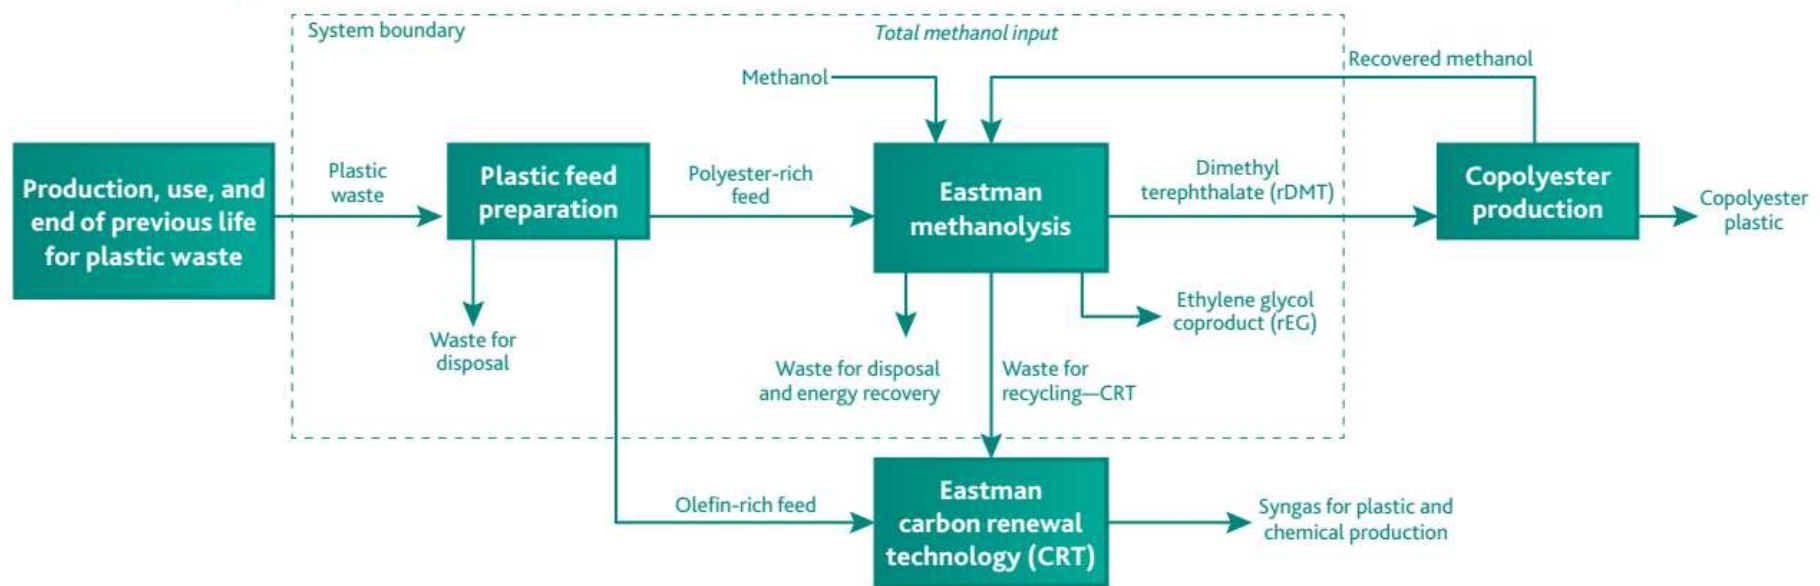 System boundary
Total methanol input
Methanol
Recovered methanol
Production, use, and
end of previous life
for plastic waste
Plastic
waste
Plastic feed
preparation
Polyester-rich
feed
Eastman
methanolysis
Dimethyl
terephthalate (rDMT)
Copolyester
production
Copolyester
plastic
Waste for
disposal
Waste for disposal
and energy recovery
Waste for
recycling—CRT
Ethylene glycol
coproduct (rEG)
Olefin-rich feed
Eastman
carbon renewal
technology (CRT)
Syngas for plastic and
chemical production